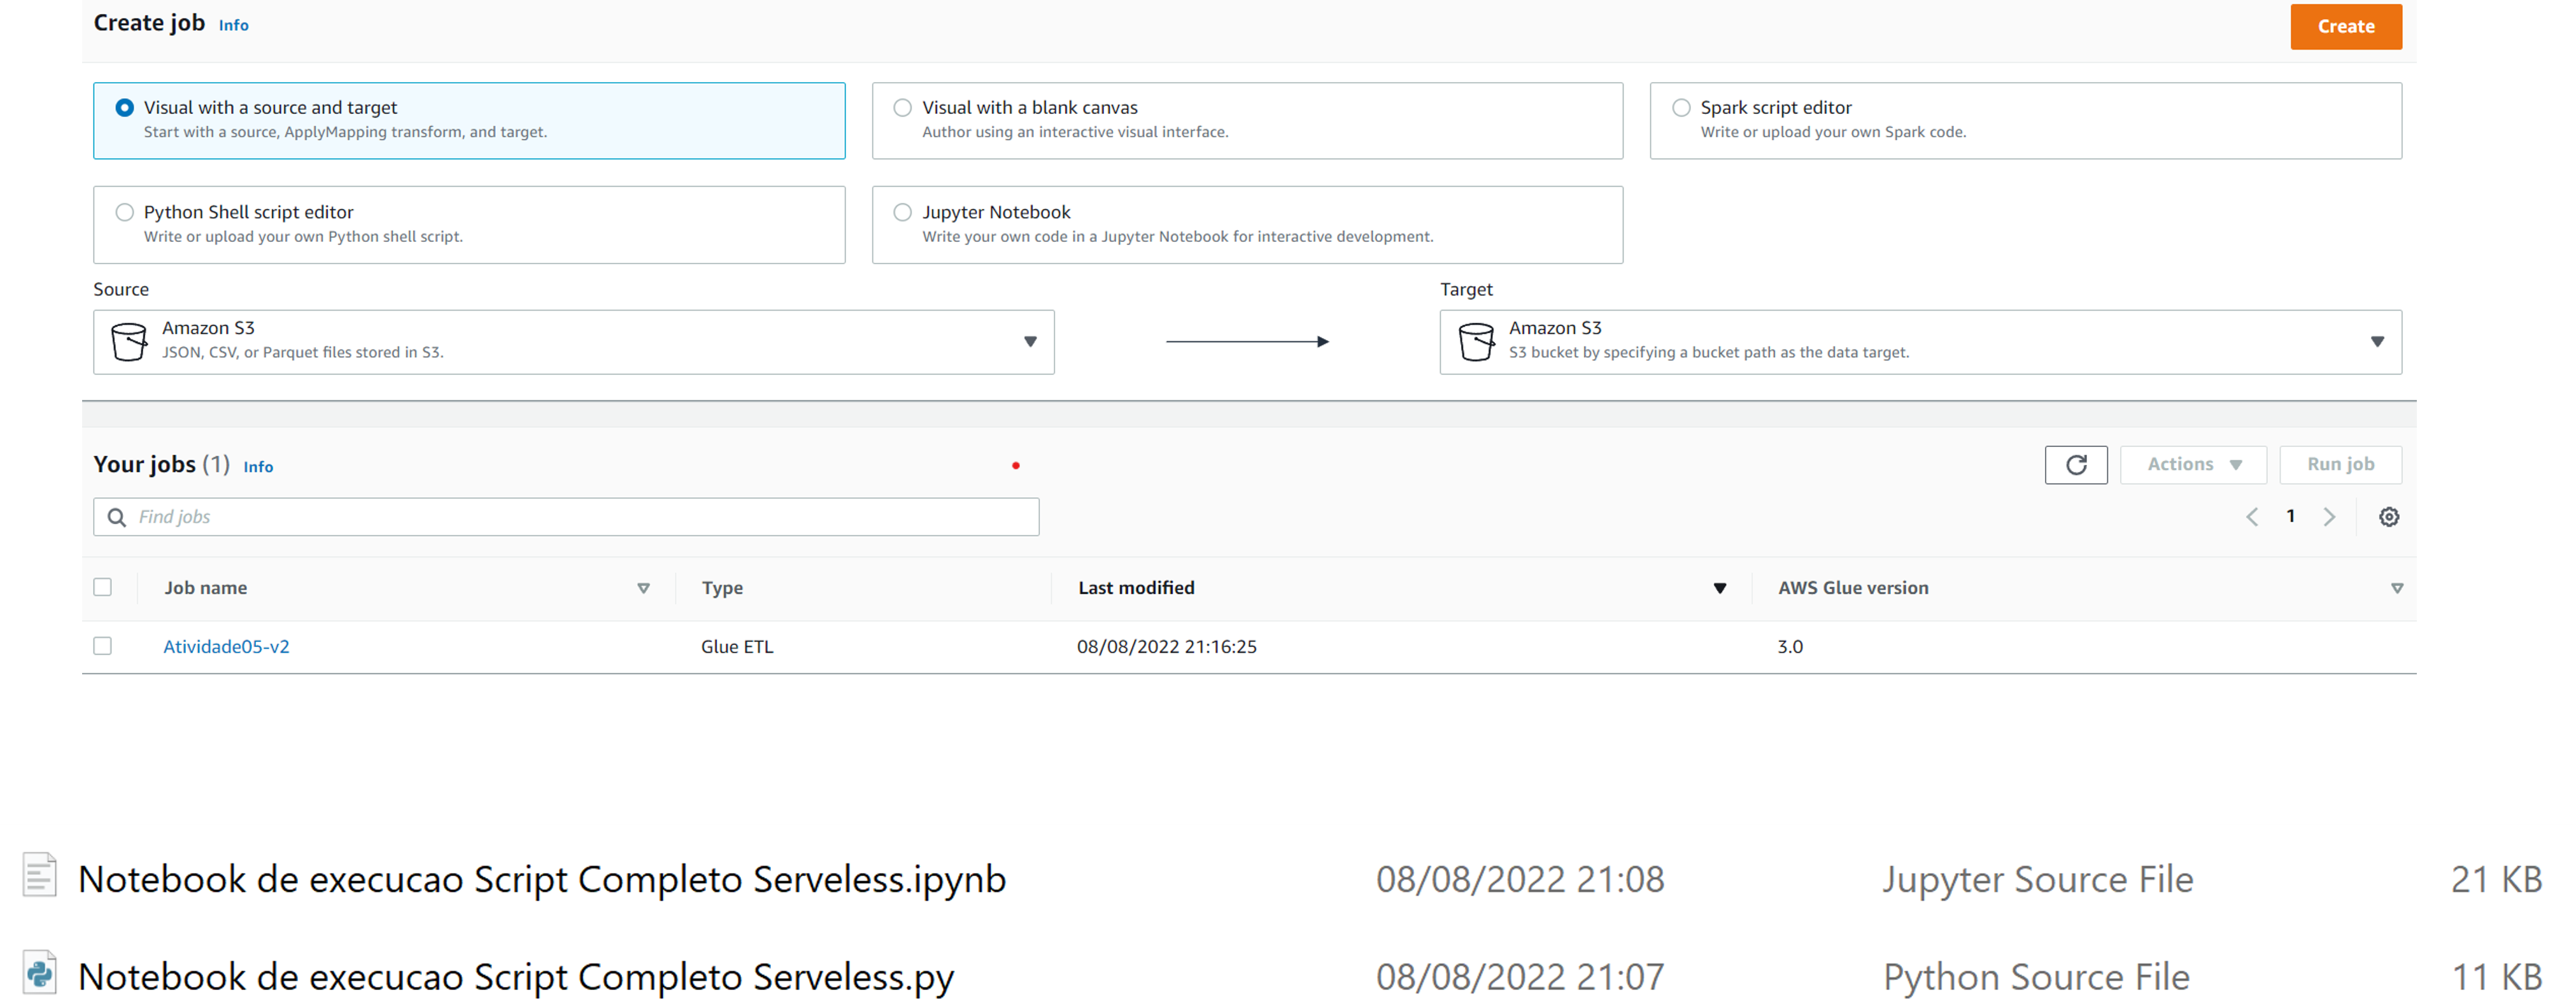 Create job Info Create
Visual with a source and target Visual with a blank canvas Spark script editor
Start with a source, ApplyMapping transform, and target. Author using an interactive visual interface. Write or upload your own Spark code.
Python Shell script editor Jupyter Notebook
Write or upload your own Python shell script. Write your own code in a Jupyter Notebook for interactive development.
Source Target
Amazon S3 Amazon S3
JSON, CSV, or Parquet files stored in S3. S3 bucket by specifying a bucket path as the data target.
Your jobs (1) Info Actions Run job
Find jobs 1
Job name Type Last modified AWS Glue version
Atividade05-v2 Glue ETL 08/08/2022 21:16:25 3.0
Notebook de execucao Script Completo Serveless.ipynb 08/08/2022 21:08 Jupyter Source File 21 KB
Notebook de execucao Script Completo Serveless.py 08/08/2022 21:07 Python Source File 11 KB